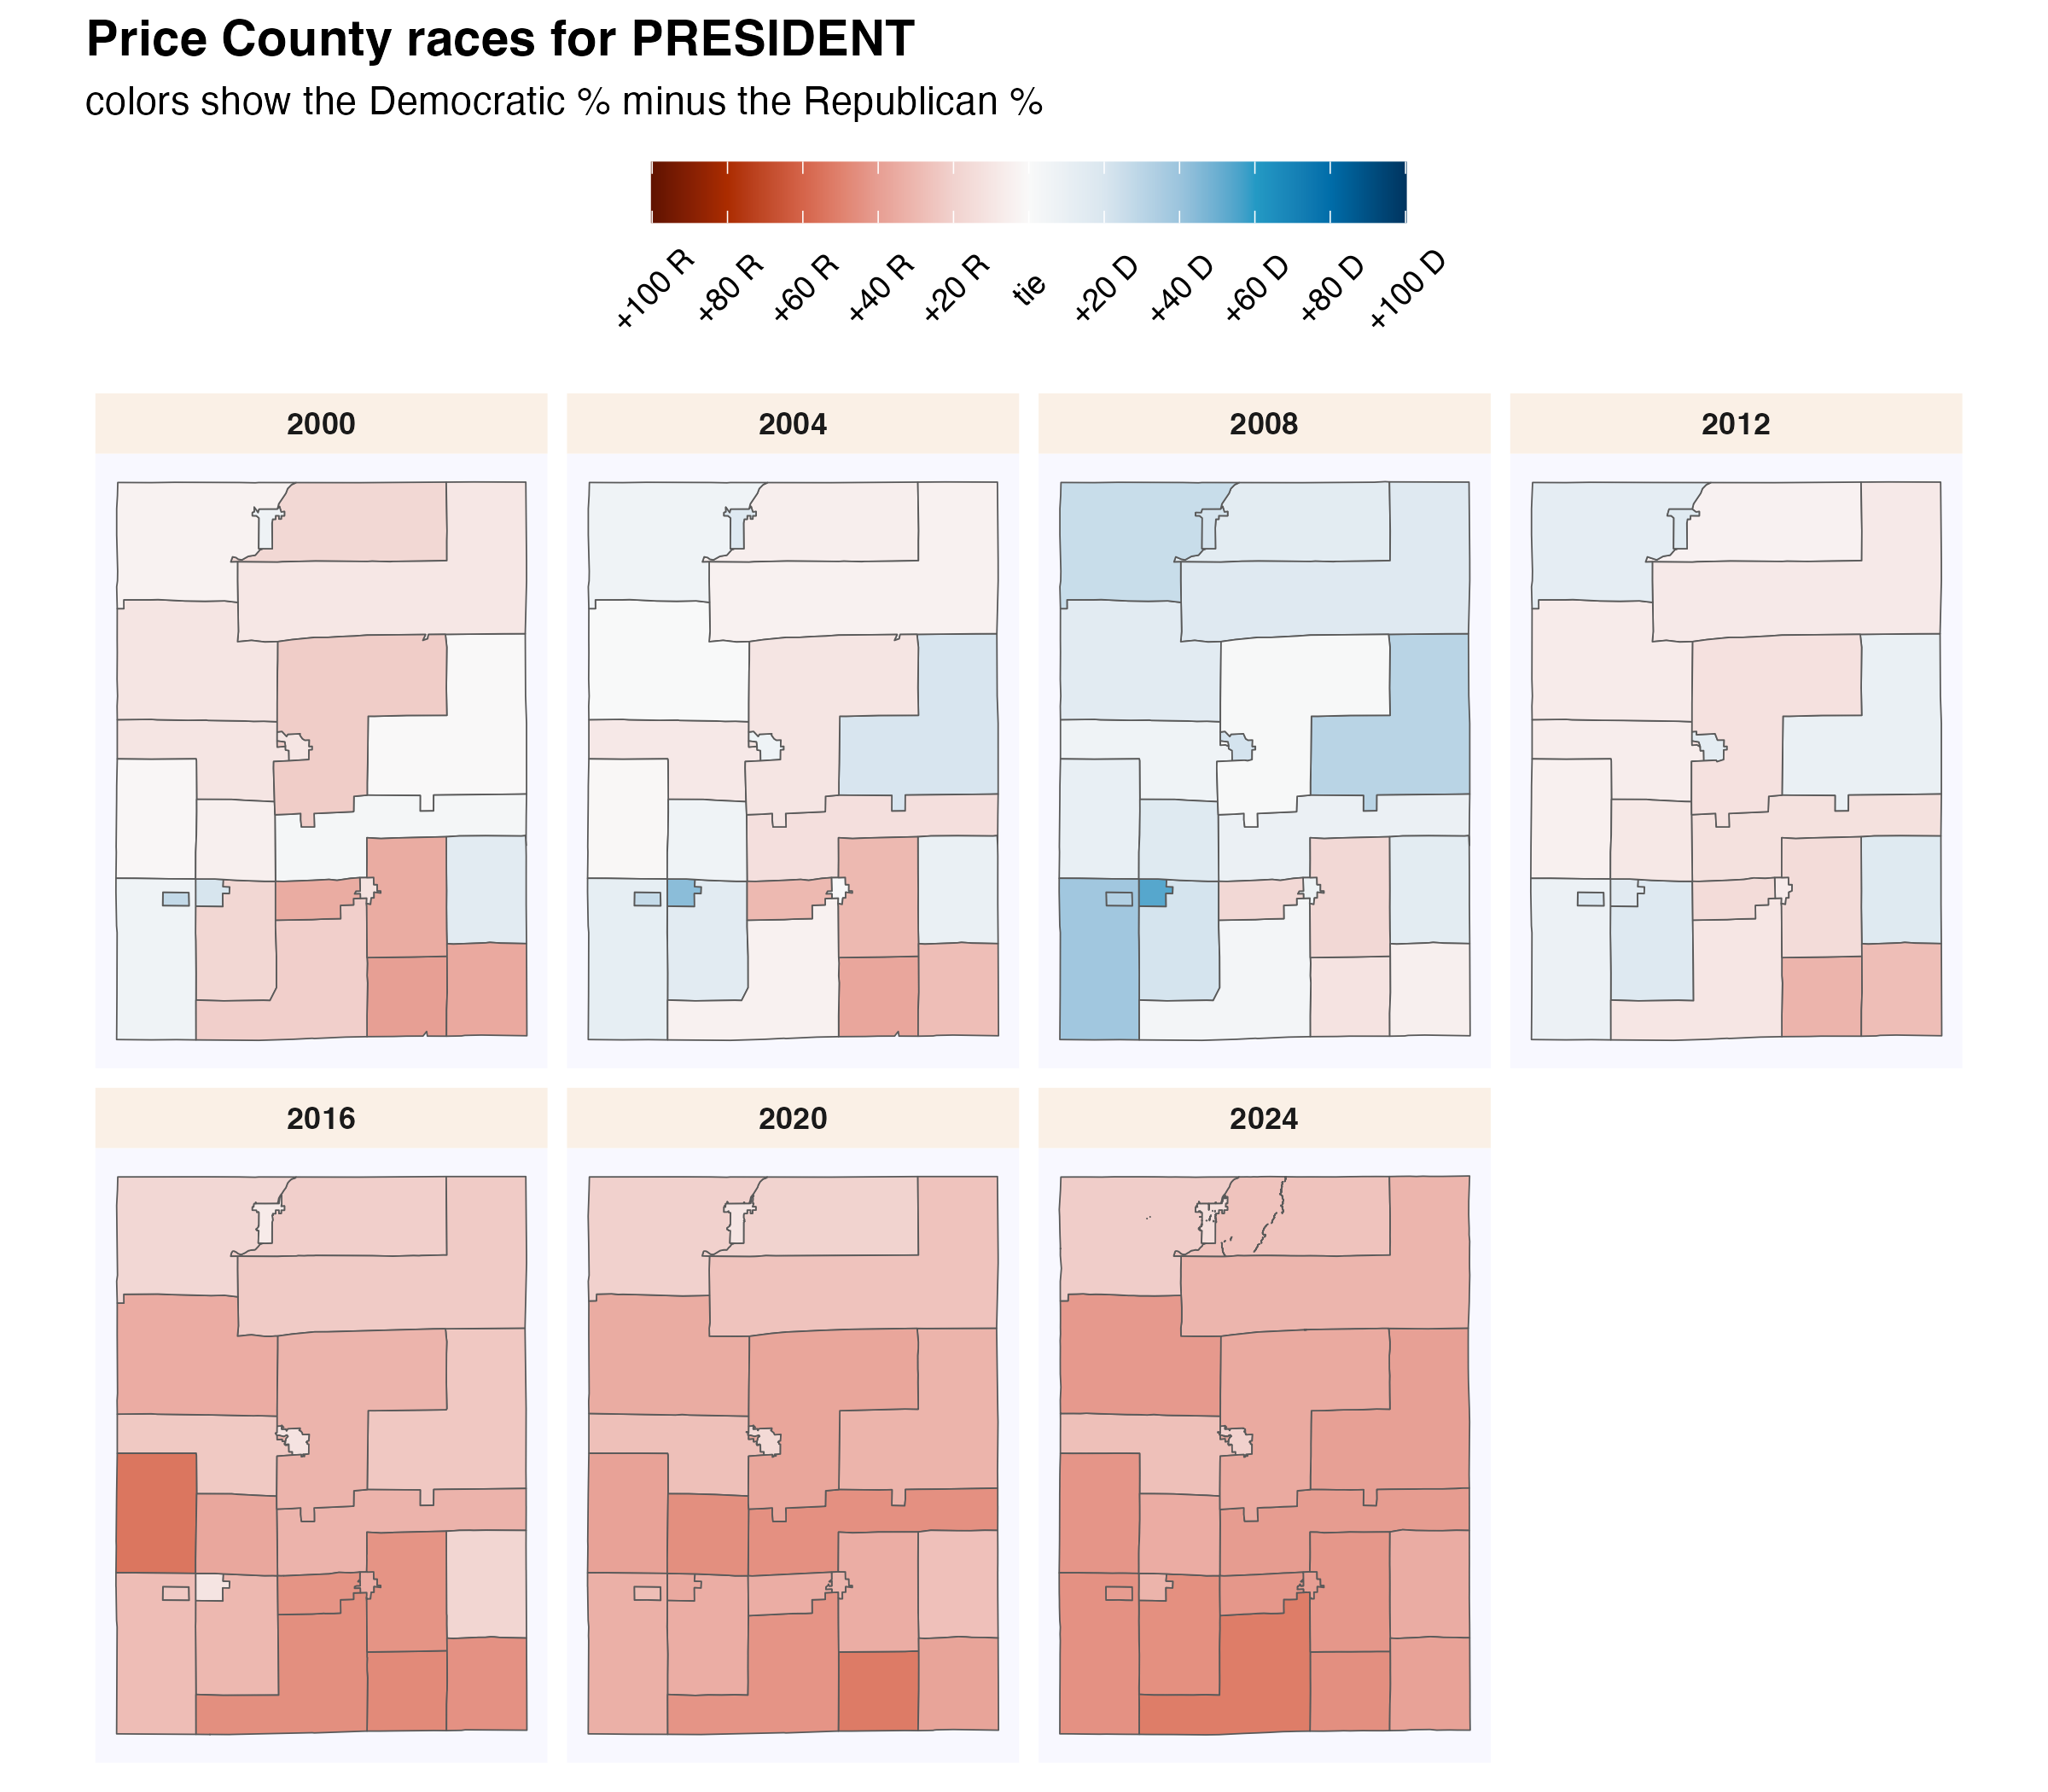 Price County races for PRESIDENT
colors show the Democratic % minus the Republican %
+100 R
+80 R
+60 R
+40 R
+20 R
tie
+20 D
+40 D
+60 D
+80 D
+100 D
2000
2004
2008
2012
2016
2020
2024